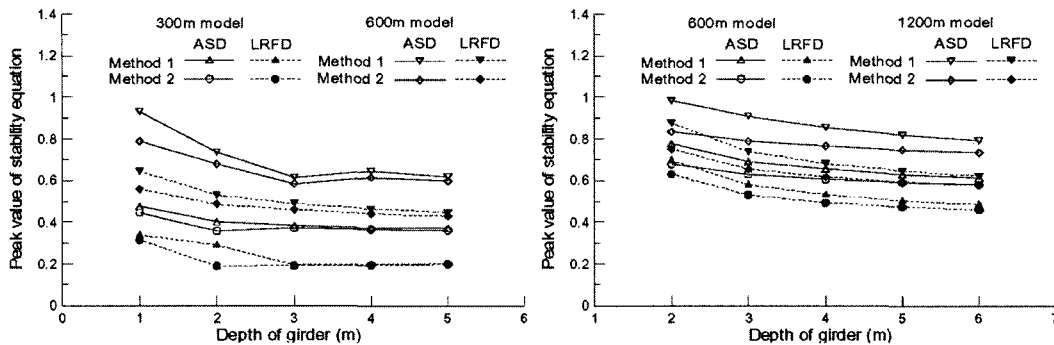 300m model 600m model
ASD LRFD ASD LRFD
Method 1 Method 1
Method 2 Method 2
Peak value of stability equation
1.4
1.2
1
0.8
0.6
0.4
0.2
0
0 1 2 3 4 5 6
Depth of girder (m)
600m model 1200m model
ASD LRFD ASD LRFD
Method 1 Method 1
Method 2 Method 2
Peak value of stability equation
1.4
1.2
1
0.8
0.6
0.4
0.2
0
1 2 3 4 5 6 7
Depth of girder (m)